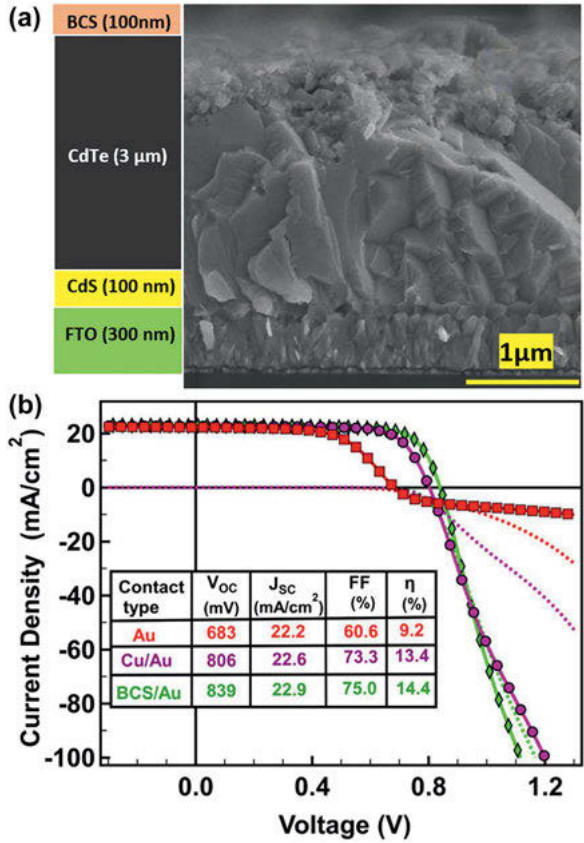 (a)
BCS (100nm)
CdTe (3 μm)
CdS (100 nm)
FTO (300 nm)
1μm
(b)
Current Density (mA/cm²)
20
0
-20
-40
-60
-80
-100
Contact type VOC (mV) JSC (mA/cm²) FF (%) η (%)
Au 683 22.2 60.6 9.2
Cu/Au 806 22.6 73.3 13.4
BCS/Au 839 22.9 75.0 14.4
0.0 0.4 0.8 1.2
Voltage (V)